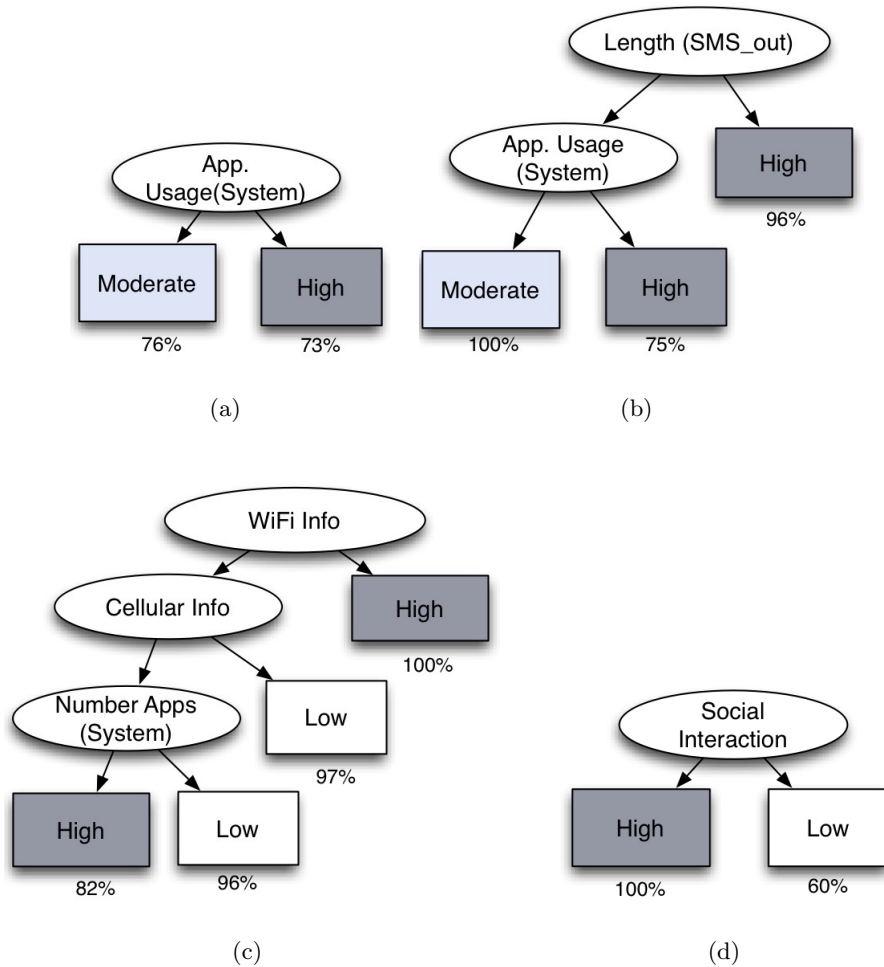 App.
Usage(System)
Moderate
High
76%
73%
(a)
Length (SMS_out)
App. Usage
(System)
High
96%
Moderate
High
100%
75%
(b)
WiFi Info
Cellular Info
High
100%
Number Apps
(System)
Low
97%
High
Low
82%
96%
(c)
Social
Interaction
High
Low
100%
60%
(d)